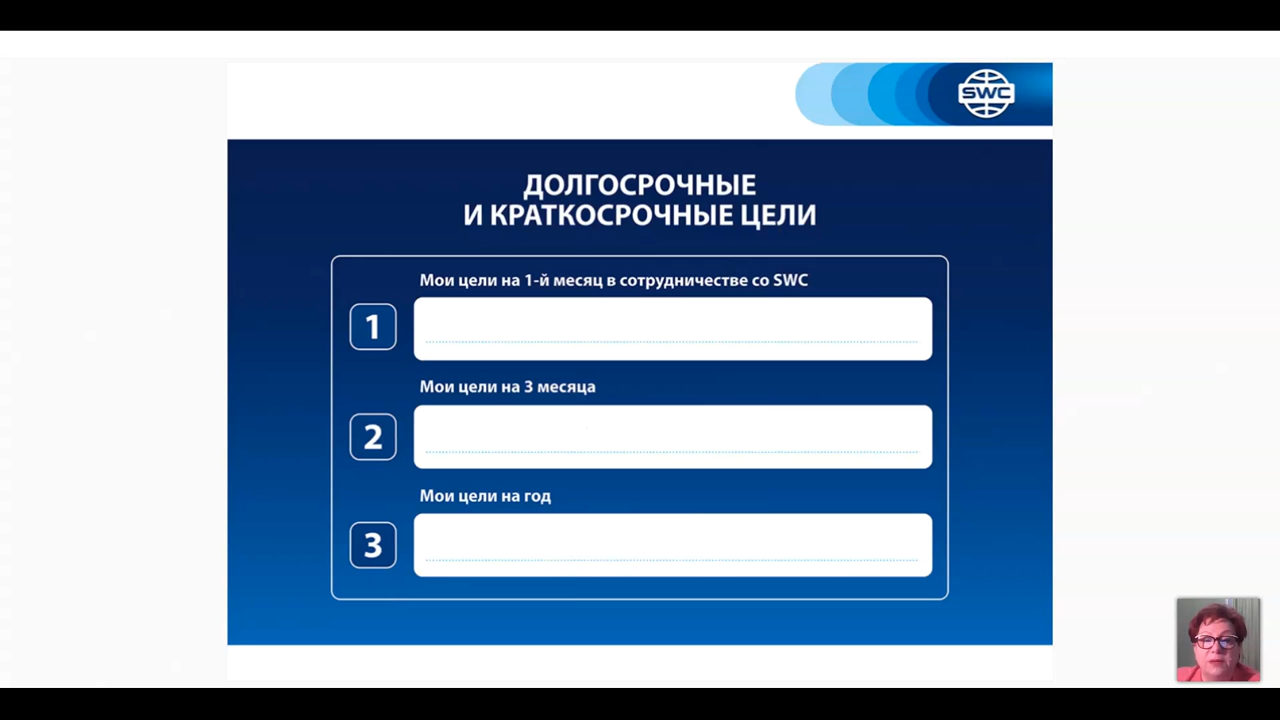 SWC
ДОЛГОСРОЧНЫЕ
И КРАТКОСРОЧНЫЕ ЦЕЛИ
Мои цели на 1-й месяц в сотрудничестве со SWC
1
Мои цели на 3 месяца
2
Мои цели на год
3